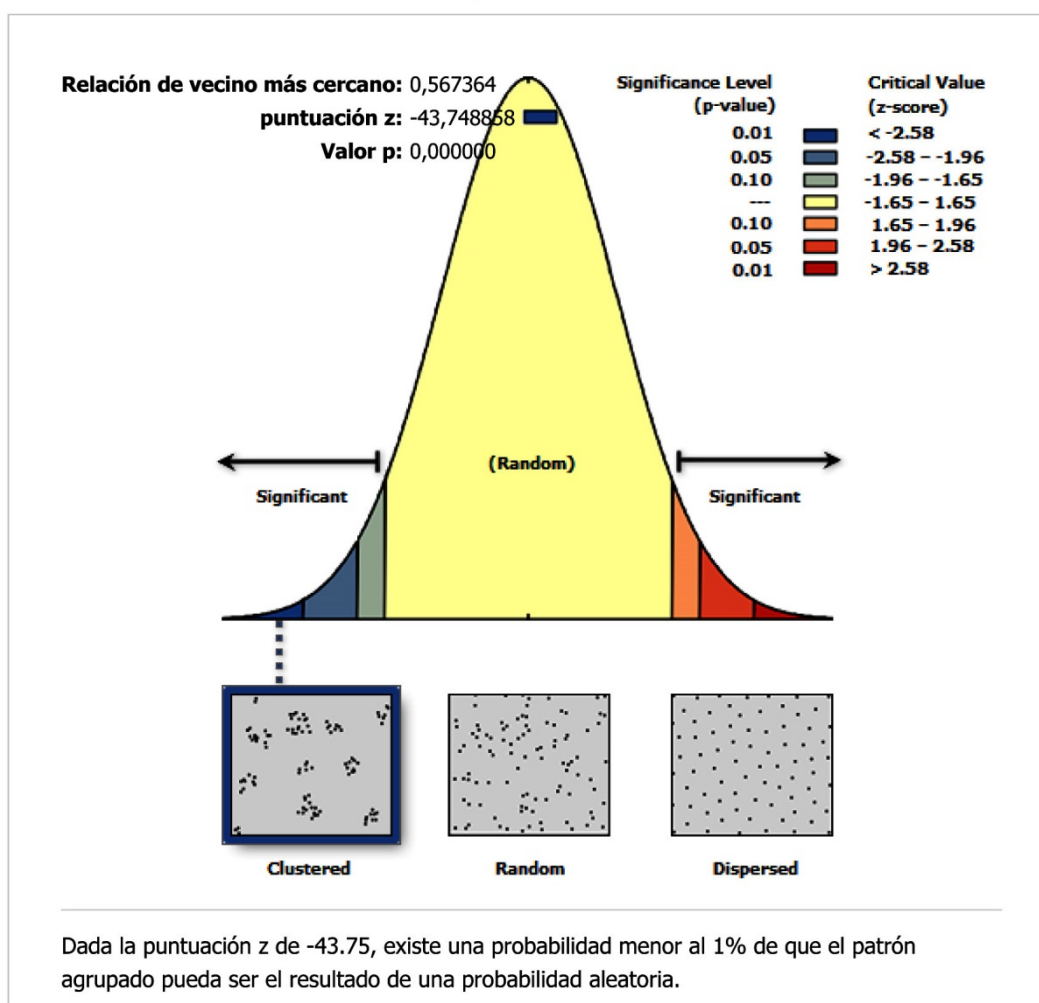 Relación de vecino más cercano: 0,567364
puntuación z: -43,748858
Valor p: 0,000000
Significance Level
(p-value)
Critical Value
(z-score)
0.01 < -2.58
0.05 -2.58 – -1.96
0.10 -1.96 – -1.65
--- -1.65 – 1.65
0.10 1.65 – 1.96
0.05 1.96 – 2.58
0.01 > 2.58
(Random)
Significant
Significant
Clustered
Random
Dispersed
Dada la puntuación z de -43.75, existe una probabilidad menor al 1% de que el patrón
agrupado pueda ser el resultado de una probabilidad aleatoria.